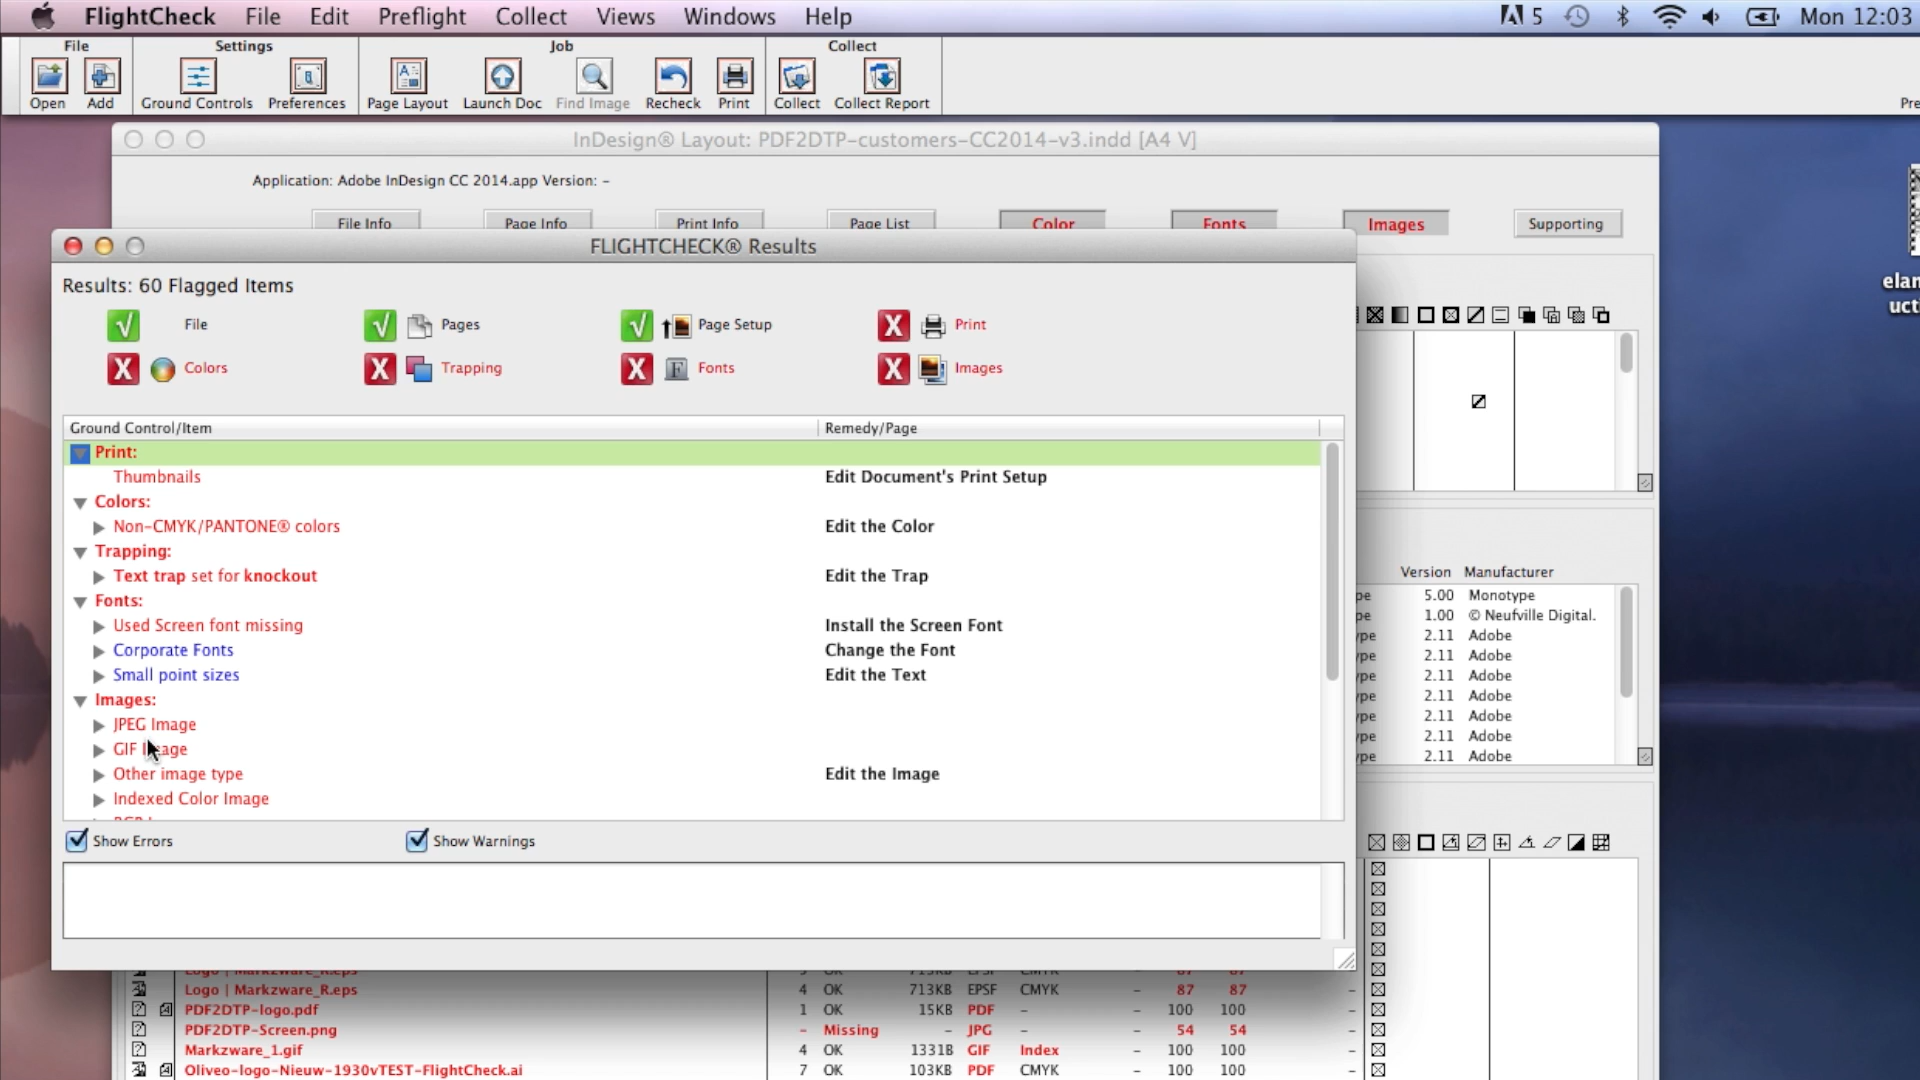 FlightCheck File Edit Preflight Collect Views Windows Help 5 Mon 12:03
File Settings Job Collect
Open Add Ground Controls Preferences Page Layout Launch Doc Find Image Recheck Print Collect Collect Report
InDesign® Layout: PDF2DTP-customers-CC2014-v3.indd [A4 V]
Application: Adobe InDesign CC 2014.app Version: -
File Info Page Info Print Info Page List Color Fonts Images Supporting
FLIGHTCHECK® Results
Results: 60 Flagged Items
File Pages Page Setup Print
Colors Trapping Fonts Images
Ground Control/Item Remedy/Page
Print:
Thumbnails Edit Document's Print Setup
Colors:
Non-CMYK/PANTONE® colors Edit the Color
Trapping:
Text trap set for knockout Edit the Trap
Fonts:
Used Screen font missing Install the Screen Font
Corporate Fonts Change the Font
Small point sizes Edit the Text
Images:
JPEG Image
GIF Image
Other image type Edit the Image
Indexed Color Image
Show Errors Show Warnings
Version Manufacturer
5.00 Monotype
1.00 © Neufville Digital.
2.11 Adobe
2.11 Adobe
2.11 Adobe
2.11 Adobe
2.11 Adobe
2.11 Adobe
2.11 Adobe
Logo | Markzware_R.eps 5 OK 713KB EPSF CMYK - 87 87 -
Logo | Markzware_R.eps 4 OK 713KB EPSF CMYK - 87 87 -
PDF2DTP-logo.pdf 1 OK 15KB PDF - - 100 100 -
PDF2DTP-Screen.png - Missing - JPG - - 54 54 -
Markzware_1.gif 4 OK 1331B GIF Index - 100 100 -
Oliveo-logo-Nieuw-1930vTEST-FlightCheck.ai 7 OK 103KB PDF CMYK - 100 100 -